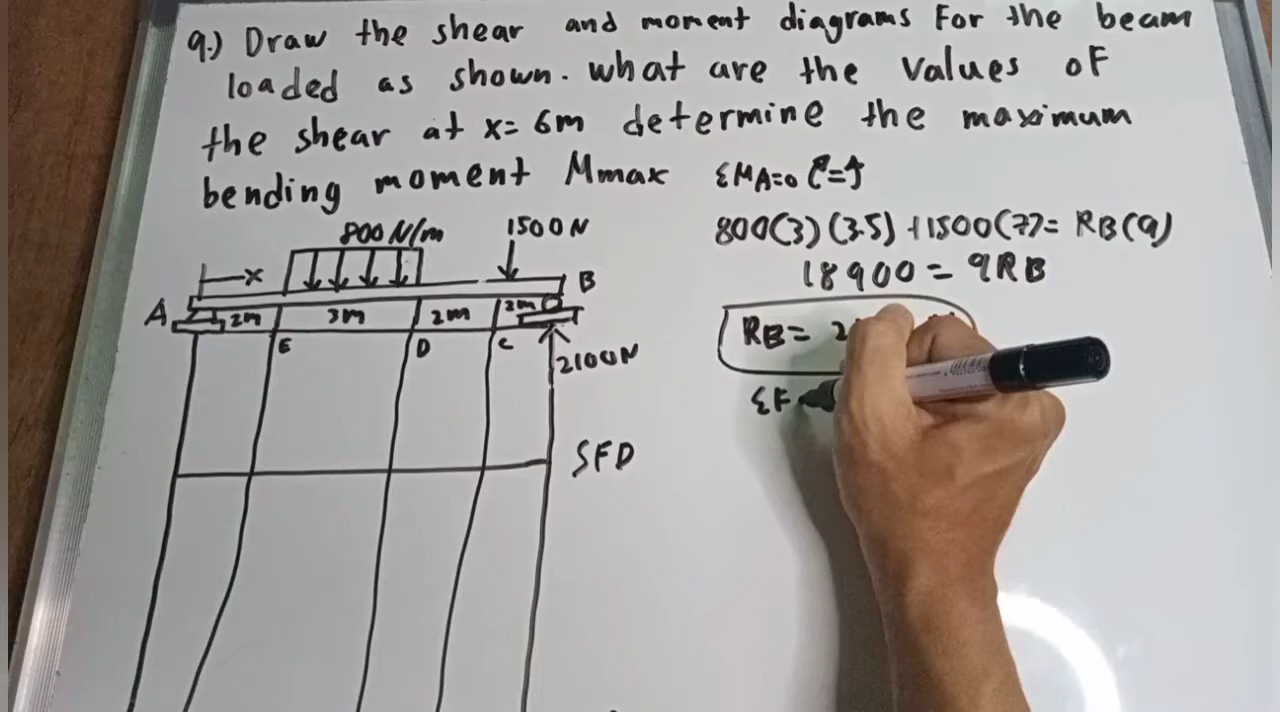 9.) Draw the shear and moment diagrams For the beam
loaded as shown. What are the values of
the shear at x= 6m determine the maximum
bending moment Mmax ΣMA=0
800(3)(3.5)+1500(7)= RB(9)
18900 = 9RB
RB=
ΣF
800 N/m
1500N
x
A
B
2m
3m
2m
2m
E
D
C
2100N
SFD